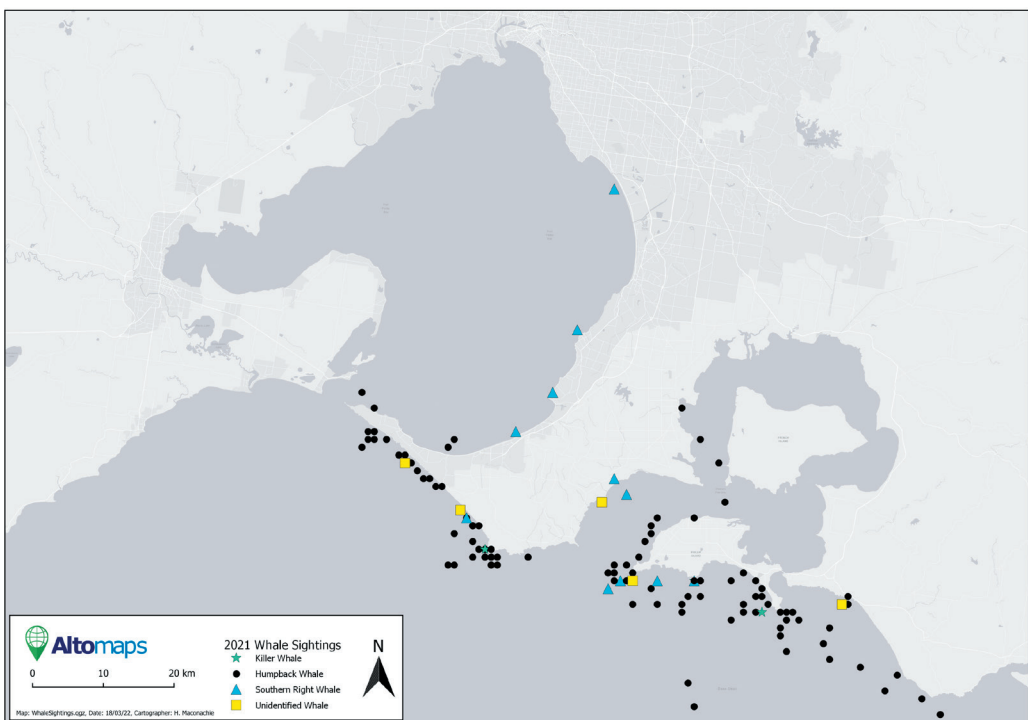 Altomaps
0 10 20 km
2021 Whale Sightings
Killer Whale
Humpback Whale
Southern Right Whale
Unidentified Whale
N
Map: WhaleSightings.qgz, Date: 18/03/22, Cartographer: H. Maconachie